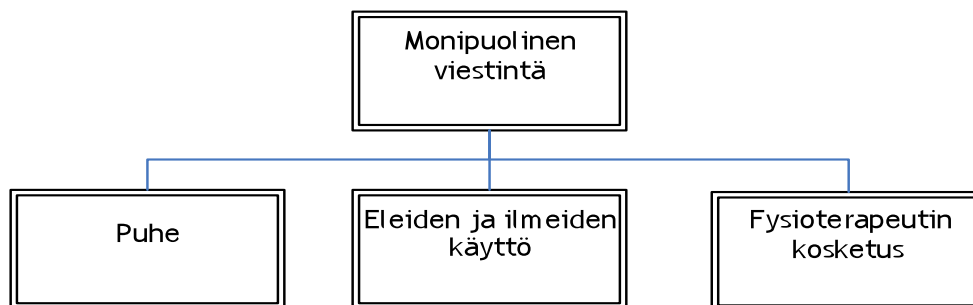 Monipuolinen
viestintä
Puhe
Eleiden ja ilmeiden
käyttö
Fysioterapeutin
kosketus